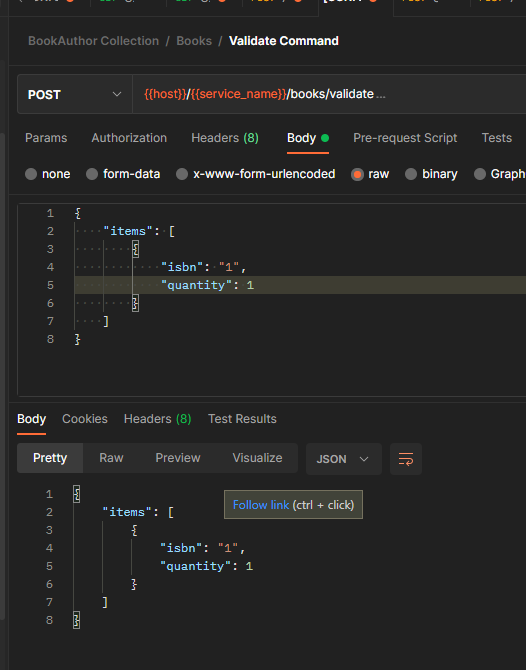 BookAuthor Collection / Books / Validate Command
POST {{host}}/{{service_name}}/books/validate ...
Params Authorization Headers (8) Body Pre-request Script Tests
none form-data x-www-form-urlencoded raw binary Graph
1 {
2 "items": [
3 {
4 "isbn": "1",
5 "quantity": 1
6 }
7 ]
8 }
Body Cookies Headers (8) Test Results
Pretty Raw Preview Visualize JSON
1 {
Follow link (ctrl + click)
2 "items": [
3 {
4 "isbn": "1",
5 "quantity": 1
6 }
7 ]
8 }